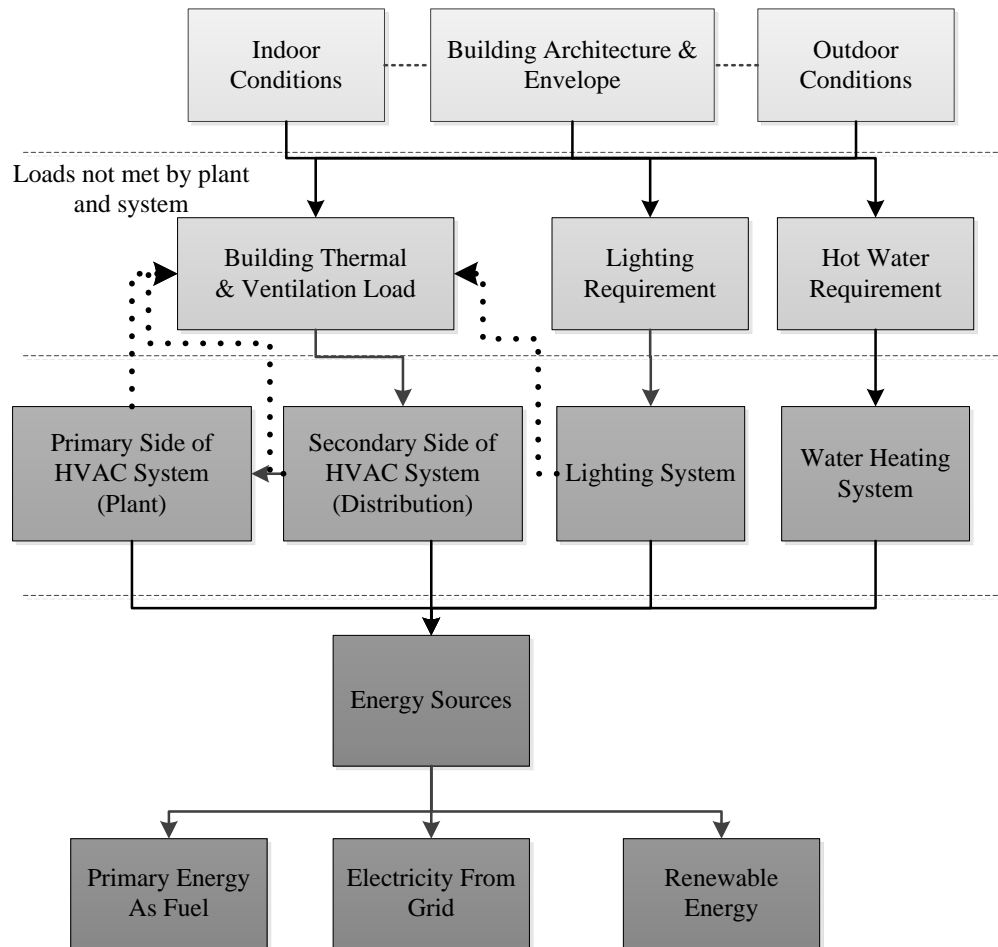 Indoor
Conditions
Building Architecture &
Envelope
Outdoor
Conditions
Loads not met by plant
and system
Building Thermal
& Ventilation Load
Lighting
Requirement
Hot Water
Requirement
Primary Side of
HVAC System
(Plant)
Secondary Side of
HVAC System
(Distribution)
Lighting System
Water Heating
System
Energy Sources
Primary Energy
As Fuel
Electricity From
Grid
Renewable
Energy